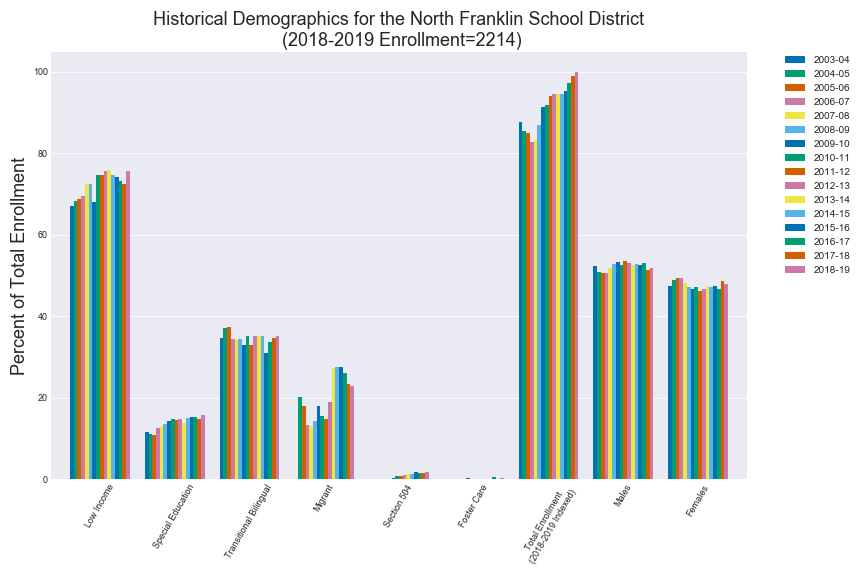 Historical Demographics for the North Franklin School District
(2018-2019 Enrollment=2214)
Percent of Total Enrollment
100
80
60
40
20
0
Low Income
Special Education
Transitional Bilingual
Migrant
Section 504
Foster Care
Total Enrollment
(2018-2019 Indexed)
Males
Females
2003-04
2004-05
2005-06
2006-07
2007-08
2008-09
2009-10
2010-11
2011-12
2012-13
2013-14
2014-15
2015-16
2016-17
2017-18
2018-19